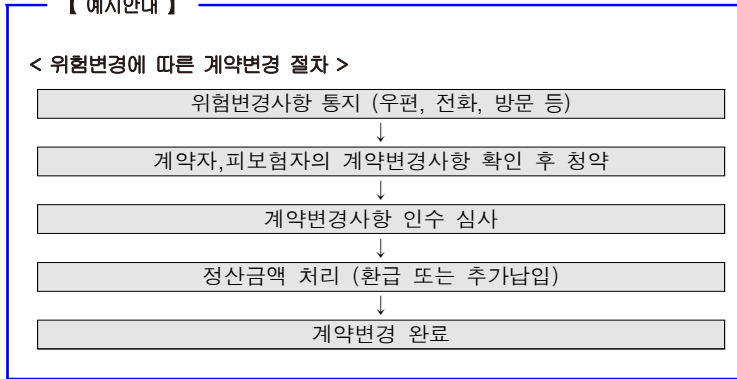 【 예시안내 】
< 위험변경에 따른 계약변경 절차 >
위험변경사항 통지 (우편, 전화, 방문 등)
↓
계약자,피보험자의 계약변경사항 확인 후 청약
↓
계약변경사항 인수 심사
↓
정산금액 처리 (환급 또는 추가납입)
↓
계약변경 완료